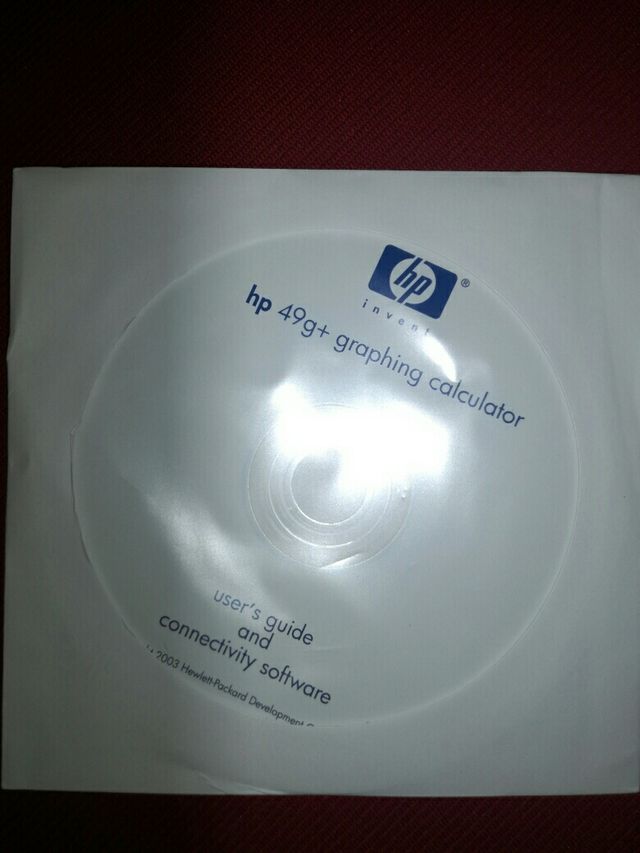 hp ®
invent
hp 49g+ graphing calculator
user's guide
and
connectivity software
2003 Hewlett-Packard Development